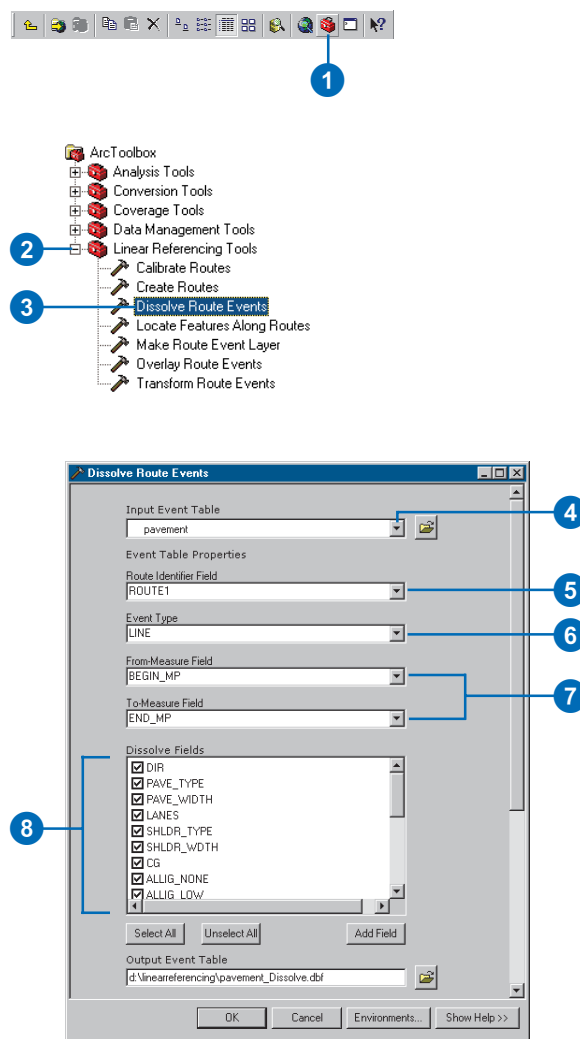 1
ArcToolbox
Analysis Tools
Conversion Tools
Coverage Tools
Data Management Tools
2
Linear Referencing Tools
Calibrate Routes
Create Routes
3
Dissolve Route Events
Locate Features Along Routes
Make Route Event Layer
Overlay Route Events
Transform Route Events
Dissolve Route Events
Input Event Table
pavement
4
Event Table Properties
Route Identifier Field
ROUTE1
5
Event Type
LINE
6
From-Measure Field
BEGIN_MP
7
To-Measure Field
END_MP
Dissolve Fields
DIR
PAVE_TYPE
PAVE_WIDTH
LANES
8
SHLDR_TYPE
SHLDR_WDTH
CG
ALLIG_NONE
ALLIG_LOW
Select All Unselect All Add Field
Output Event Table
d:\linearreferencing\pavement_Dissolve.dbf
OK Cancel Environments... Show Help >>